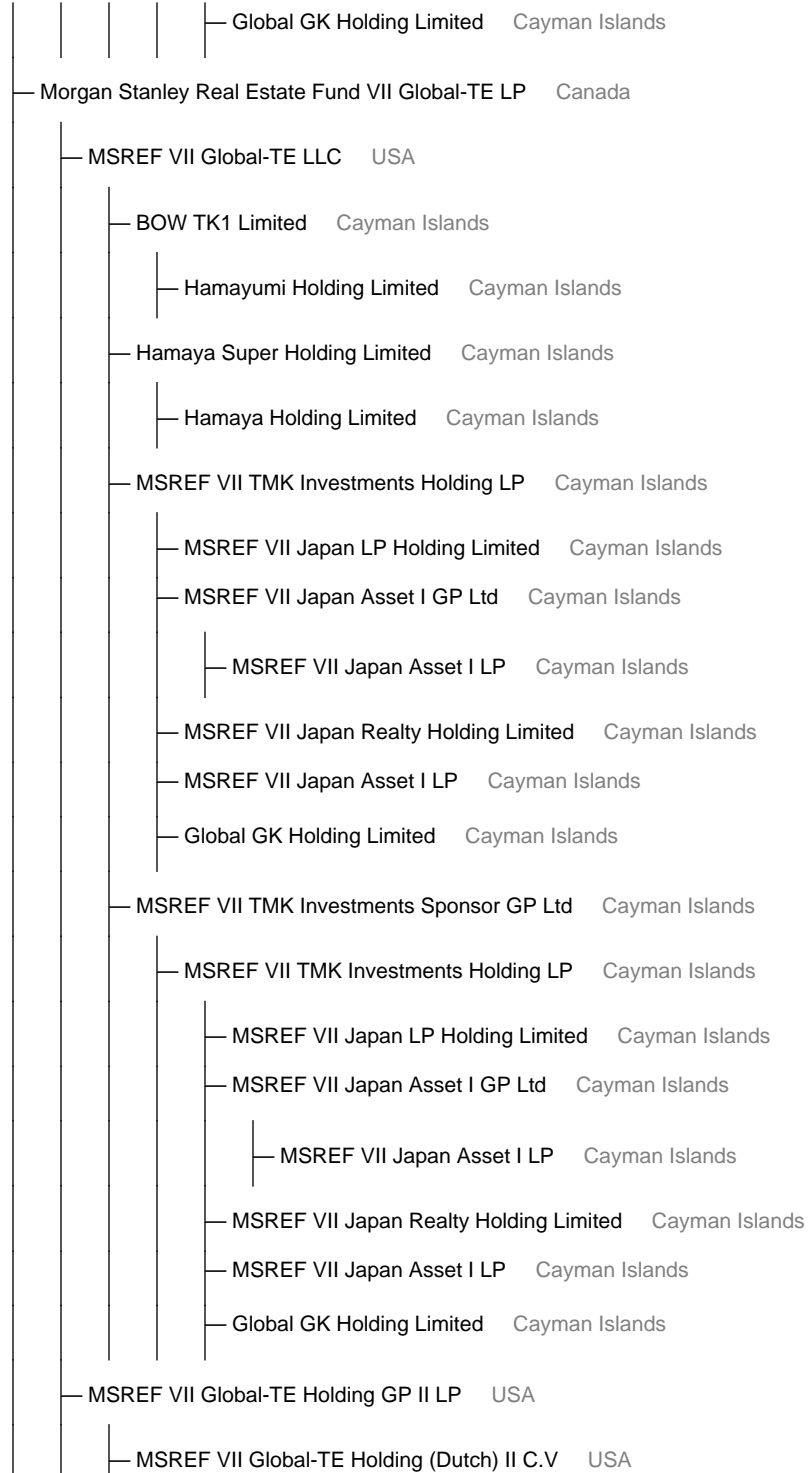 Global GK Holding Limited Cayman Islands
Morgan Stanley Real Estate Fund VII Global-TE LP Canada
MSREF VII Global-TE LLC USA
BOW TK1 Limited Cayman Islands
Hamayumi Holding Limited Cayman Islands
Hamaya Super Holding Limited Cayman Islands
Hamaya Holding Limited Cayman Islands
MSREF VII TMK Investments Holding LP Cayman Islands
MSREF VII Japan LP Holding Limited Cayman Islands
MSREF VII Japan Asset I GP Ltd Cayman Islands
MSREF VII Japan Asset I LP Cayman Islands
MSREF VII Japan Realty Holding Limited Cayman Islands
MSREF VII Japan Asset I LP Cayman Islands
Global GK Holding Limited Cayman Islands
MSREF VII TMK Investments Sponsor GP Ltd Cayman Islands
MSREF VII TMK Investments Holding LP Cayman Islands
MSREF VII Japan LP Holding Limited Cayman Islands
MSREF VII Japan Asset I GP Ltd Cayman Islands
MSREF VII Japan Asset I LP Cayman Islands
MSREF VII Japan Realty Holding Limited Cayman Islands
MSREF VII Japan Asset I LP Cayman Islands
Global GK Holding Limited Cayman Islands
MSREF VII Global-TE Holding GP II LP USA
MSREF VII Global-TE Holding (Dutch) II C.V USA